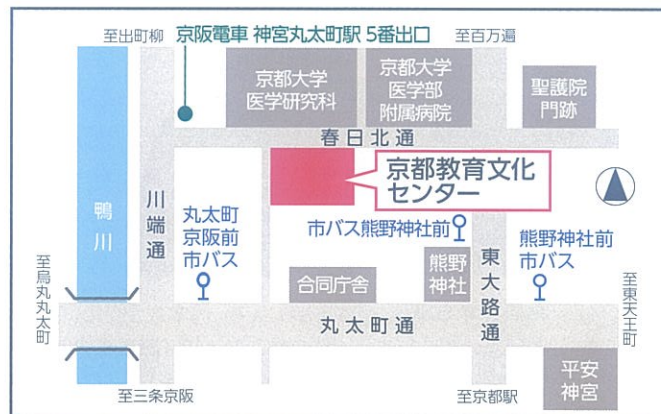 至出町柳
京阪電車 神宮丸太町駅 5番出口
至百万遍
京都大学
医学研究科
京都大学
医学部
附属病院
聖護院
門跡
春日北通
京都教育文化
センター
鴨川
川端通
丸太町
京阪前
市バス
市バス熊野神社前
熊野神社前
市バス
合同庁舎
熊野
神社
東大路通
至烏丸丸太町
至東天王町
丸太町通
平安
神宮
至三条京阪
至京都駅